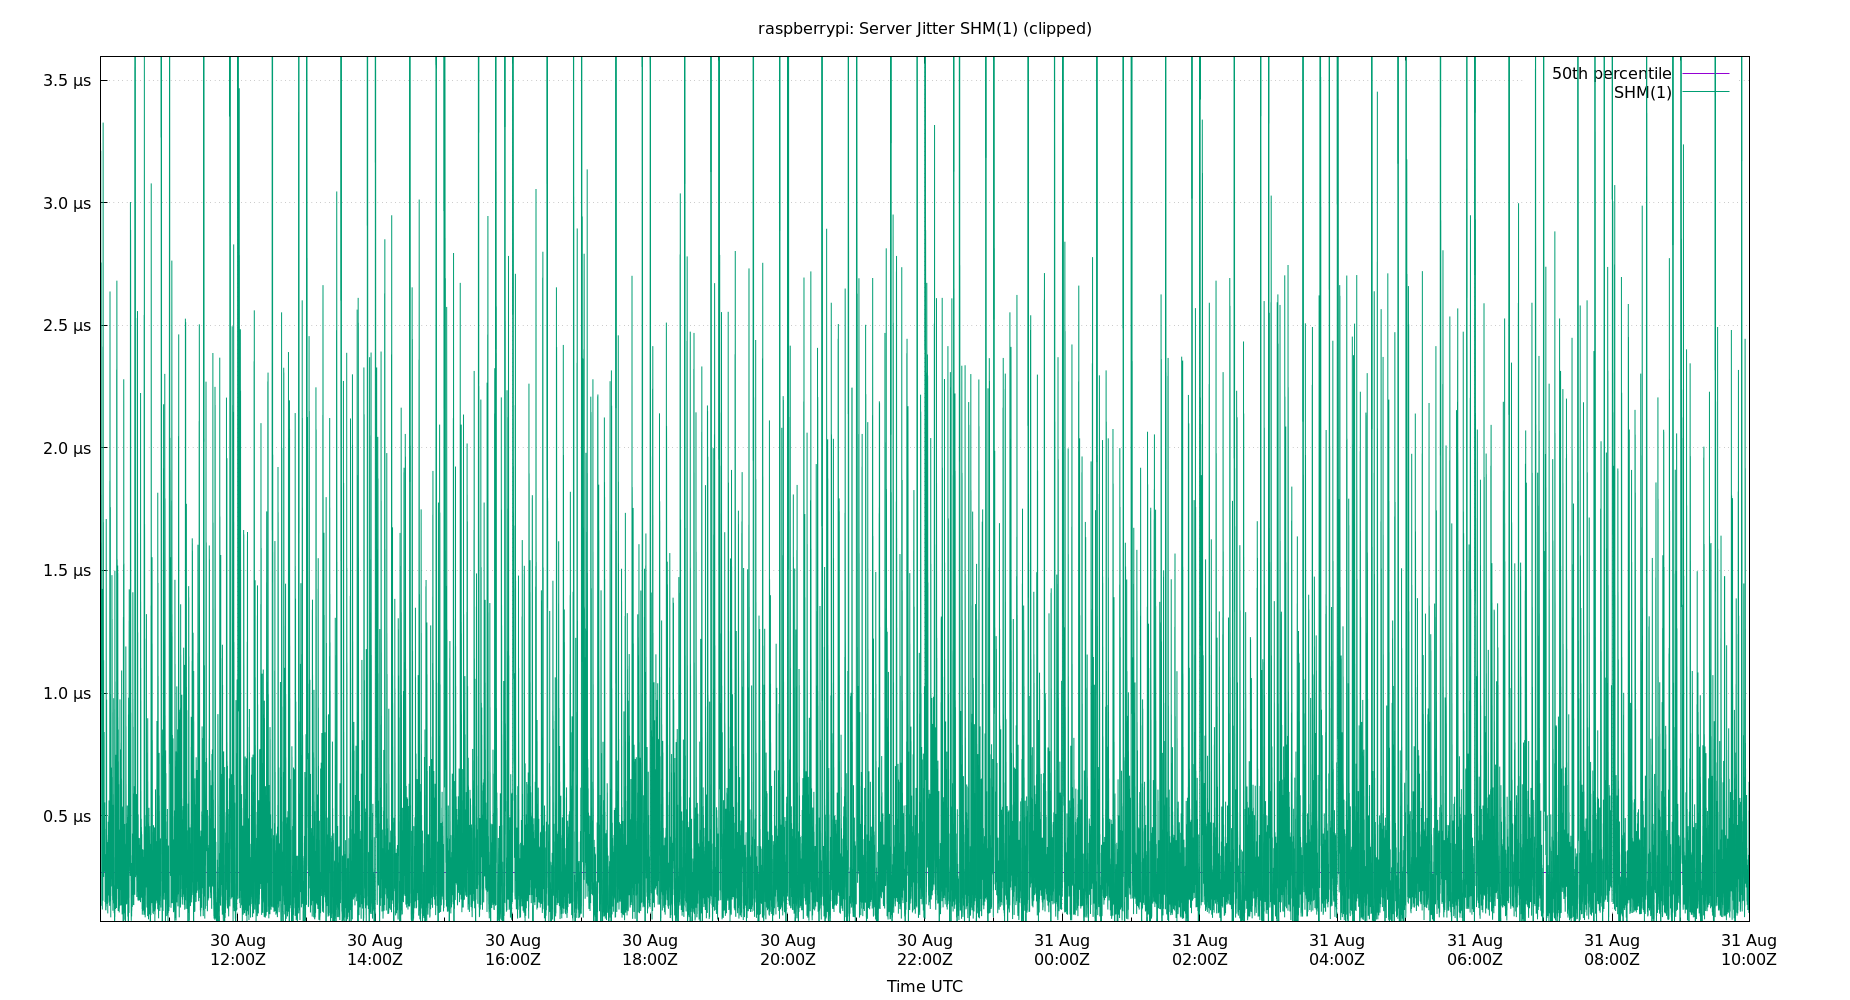 raspberrypi: Server Jitter SHM(1) (clipped)
3.5 µs
3.0 µs
2.5 µs
2.0 µs
1.5 µs
1.0 µs
0.5 µs
50th percentile
SHM(1)
30 Aug 30 Aug 30 Aug 30 Aug 30 Aug 30 Aug 31 Aug 31 Aug 31 Aug 31 Aug 31 Aug 31 Aug
12:00Z 14:00Z 16:00Z 18:00Z 20:00Z 22:00Z 00:00Z 02:00Z 04:00Z 06:00Z 08:00Z 10:00Z
Time UTC